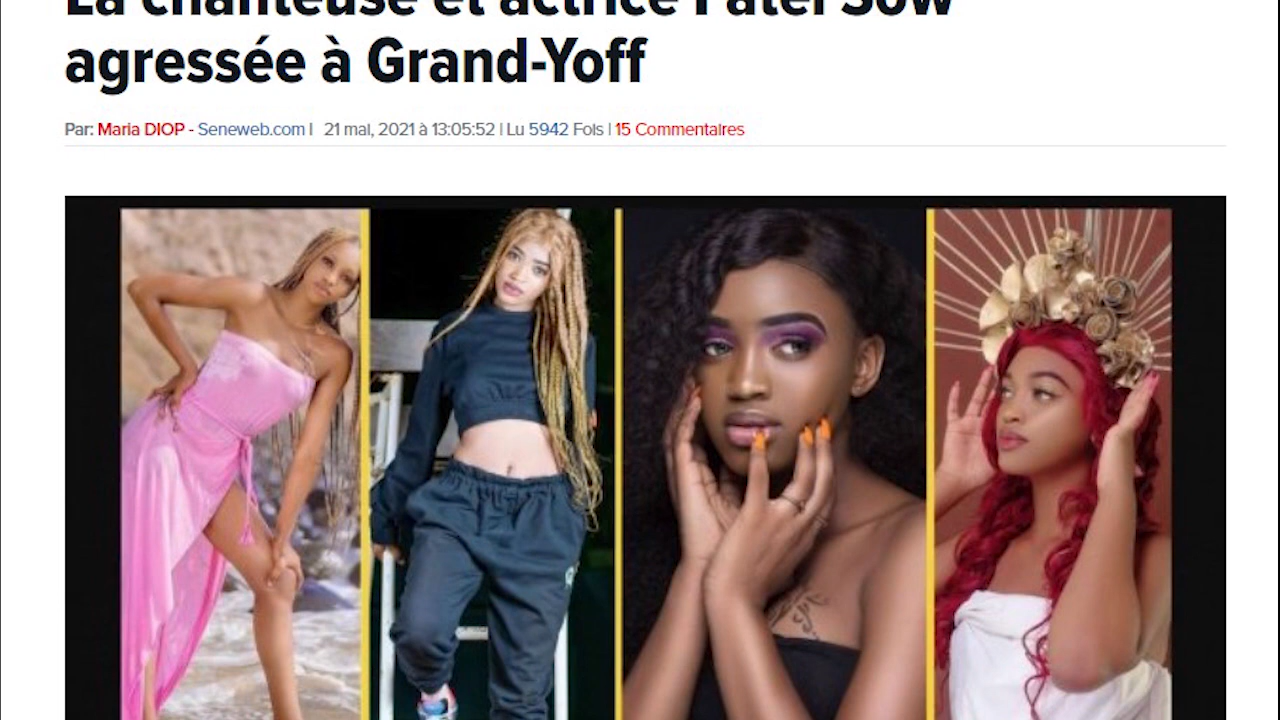 La chanteuse et actrice Fatel Sow
agressée à Grand-Yoff
Par: Maria DIOP - Seneweb.com | 21 mai, 2021 à 13:05:52 | Lu 5942 Fois | 15 Commentaires